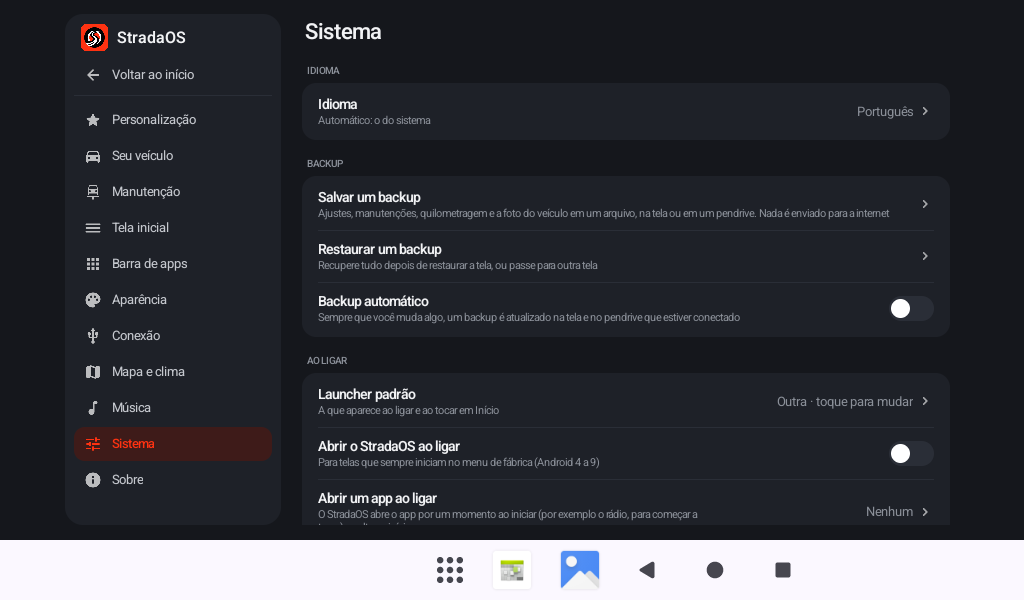 StradaOS
Voltar ao início
Personalização
Seu veículo
Manutenção
Tela inicial
Barra de apps
Aparência
Conexão
Mapa e clima
Música
Sistema
Sobre
Sistema
IDIOMA
Idioma
Automático: o do sistema
Português
BACKUP
Salvar um backup
Ajustes, manutenções, quilometragem e a foto do veículo em um arquivo, na tela ou em um pendrive. Nada é enviado para a internet
Restaurar um backup
Recupere tudo depois de restaurar a tela, ou passe para outra tela
Backup automático
Sempre que você muda algo, um backup é atualizado na tela e no pendrive que estiver conectado
AO LIGAR
Launcher padrão
A que aparece ao ligar e ao tocar em Início
Outra · toque para mudar
Abrir o StradaOS ao ligar
Para telas que sempre iniciam no menu de fábrica (Android 4 a 9)
Abrir um app ao ligar
O StradaOS abre o app por um momento ao iniciar (por exemplo o rádio, para começar a
Nenhum